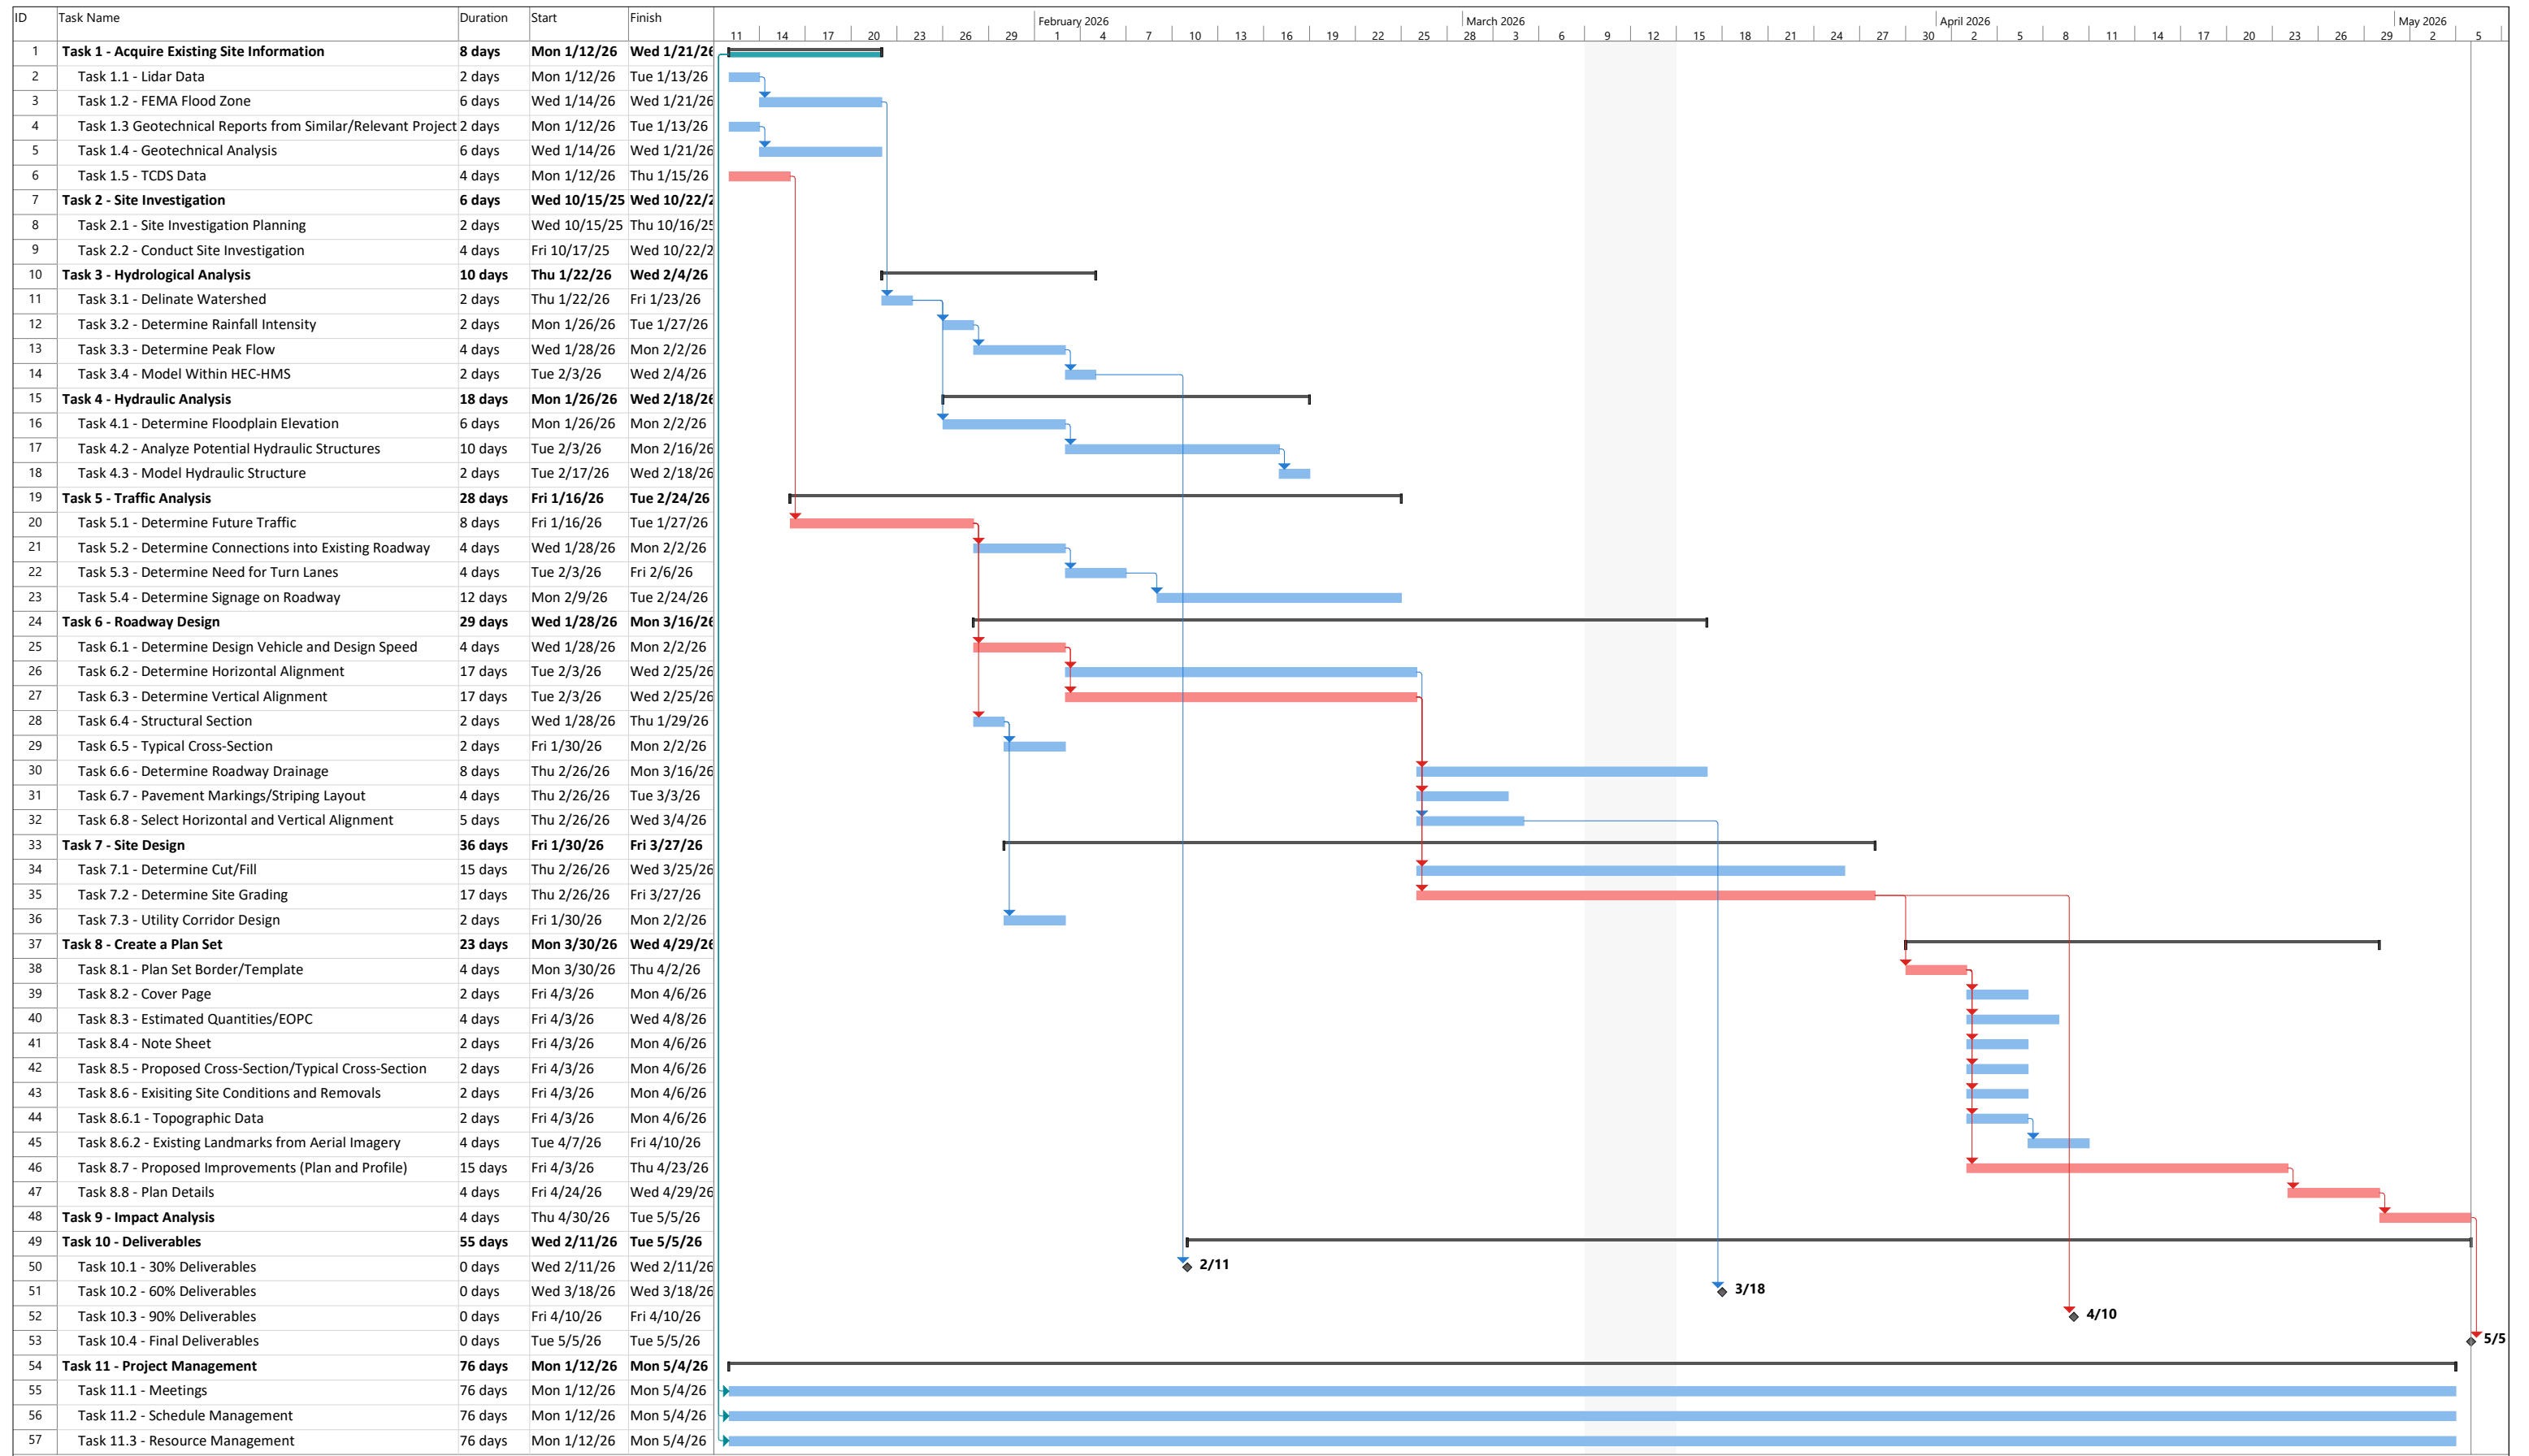 ID Task Name Duration Start Finish
February 2026 March 2026 April 2026 May 2026
11 14 17 20 23 26 29 1 4 7 10 13 16 19 22 25 28 3 6 9 12 15 18 21 24 27 30 2 5 8 11 14 17 20 23 26 29 2 5
1 Task 1 - Acquire Existing Site Information 8 days Mon 1/12/26 Wed 1/21/26
2 Task 1.1 - Lidar Data 2 days Mon 1/12/26 Tue 1/13/26
3 Task 1.2 - FEMA Flood Zone 6 days Wed 1/14/26 Wed 1/21/26
4 Task 1.3 Geotechnical Reports from Similar/Relevant Project 2 days Mon 1/12/26 Tue 1/13/26
5 Task 1.4 - Geotechnical Analysis 6 days Wed 1/14/26 Wed 1/21/26
6 Task 1.5 - TCDS Data 4 days Mon 1/12/26 Thu 1/15/26
7 Task 2 - Site Investigation 6 days Wed 10/15/25 Wed 10/22/2
8 Task 2.1 - Site Investigation Planning 2 days Wed 10/15/25 Thu 10/16/25
9 Task 2.2 - Conduct Site Investigation 4 days Fri 10/17/25 Wed 10/22/2
10 Task 3 - Hydrological Analysis 10 days Thu 1/22/26 Wed 2/4/26
11 Task 3.1 - Delinate Watershed 2 days Thu 1/22/26 Fri 1/23/26
12 Task 3.2 - Determine Rainfall Intensity 2 days Mon 1/26/26 Tue 1/27/26
13 Task 3.3 - Determine Peak Flow 4 days Wed 1/28/26 Mon 2/2/26
14 Task 3.4 - Model Within HEC-HMS 2 days Tue 2/3/26 Wed 2/4/26
15 Task 4 - Hydraulic Analysis 18 days Mon 1/26/26 Wed 2/18/26
16 Task 4.1 - Determine Floodplain Elevation 6 days Mon 1/26/26 Mon 2/2/26
17 Task 4.2 - Analyze Potential Hydraulic Structures 10 days Tue 2/3/26 Mon 2/16/26
18 Task 4.3 - Model Hydraulic Structure 2 days Tue 2/17/26 Wed 2/18/26
19 Task 5 - Traffic Analysis 28 days Fri 1/16/26 Tue 2/24/26
20 Task 5.1 - Determine Future Traffic 8 days Fri 1/16/26 Tue 1/27/26
21 Task 5.2 - Determine Connections into Existing Roadway 4 days Wed 1/28/26 Mon 2/2/26
22 Task 5.3 - Determine Need for Turn Lanes 4 days Tue 2/3/26 Fri 2/6/26
23 Task 5.4 - Determine Signage on Roadway 12 days Mon 2/9/26 Tue 2/24/26
24 Task 6 - Roadway Design 29 days Wed 1/28/26 Mon 3/16/26
25 Task 6.1 - Determine Design Vehicle and Design Speed 4 days Wed 1/28/26 Mon 2/2/26
26 Task 6.2 - Determine Horizontal Alignment 17 days Tue 2/3/26 Wed 2/25/26
27 Task 6.3 - Determine Vertical Alignment 17 days Tue 2/3/26 Wed 2/25/26
28 Task 6.4 - Structural Section 2 days Wed 1/28/26 Thu 1/29/26
29 Task 6.5 - Typical Cross-Section 2 days Fri 1/30/26 Mon 2/2/26
30 Task 6.6 - Determine Roadway Drainage 8 days Thu 2/26/26 Mon 3/16/26
31 Task 6.7 - Pavement Markings/Striping Layout 4 days Thu 2/26/26 Tue 3/3/26
32 Task 6.8 - Select Horizontal and Vertical Alignment 5 days Thu 2/26/26 Wed 3/4/26
33 Task 7 - Site Design 36 days Fri 1/30/26 Fri 3/27/26
34 Task 7.1 - Determine Cut/Fill 15 days Thu 2/26/26 Wed 3/25/26
35 Task 7.2 - Determine Site Grading 17 days Thu 2/26/26 Fri 3/27/26
36 Task 7.3 - Utility Corridor Design 2 days Fri 1/30/26 Mon 2/2/26
37 Task 8 - Create a Plan Set 23 days Mon 3/30/26 Wed 4/29/26
38 Task 8.1 - Plan Set Border/Template 4 days Mon 3/30/26 Thu 4/2/26
39 Task 8.2 - Cover Page 2 days Fri 4/3/26 Mon 4/6/26
40 Task 8.3 - Estimated Quantities/EOPC 4 days Fri 4/3/26 Wed 4/8/26
41 Task 8.4 - Note Sheet 2 days Fri 4/3/26 Mon 4/6/26
42 Task 8.5 - Proposed Cross-Section/Typical Cross-Section 2 days Fri 4/3/26 Mon 4/6/26
43 Task 8.6 - Exisiting Site Conditions and Removals 2 days Fri 4/3/26 Mon 4/6/26
44 Task 8.6.1 - Topographic Data 2 days Fri 4/3/26 Mon 4/6/26
45 Task 8.6.2 - Existing Landmarks from Aerial Imagery 4 days Tue 4/7/26 Fri 4/10/26
46 Task 8.7 - Proposed Improvements (Plan and Profile) 15 days Fri 4/3/26 Thu 4/23/26
47 Task 8.8 - Plan Details 4 days Fri 4/24/26 Wed 4/29/26
48 Task 9 - Impact Analysis 4 days Thu 4/30/26 Tue 5/5/26
49 Task 10 - Deliverables 55 days Wed 2/11/26 Tue 5/5/26
50 Task 10.1 - 30% Deliverables 0 days Wed 2/11/26 Wed 2/11/26 2/11
51 Task 10.2 - 60% Deliverables 0 days Wed 3/18/26 Wed 3/18/26 3/18
52 Task 10.3 - 90% Deliverables 0 days Fri 4/10/26 Fri 4/10/26 4/10
53 Task 10.4 - Final Deliverables 0 days Tue 5/5/26 Tue 5/5/26 5/5
54 Task 11 - Project Management 76 days Mon 1/12/26 Mon 5/4/26
55 Task 11.1 - Meetings 76 days Mon 1/12/26 Mon 5/4/26
56 Task 11.2 - Schedule Management 76 days Mon 1/12/26 Mon 5/4/26
57 Task 11.3 - Resource Management 76 days Mon 1/12/26 Mon 5/4/26